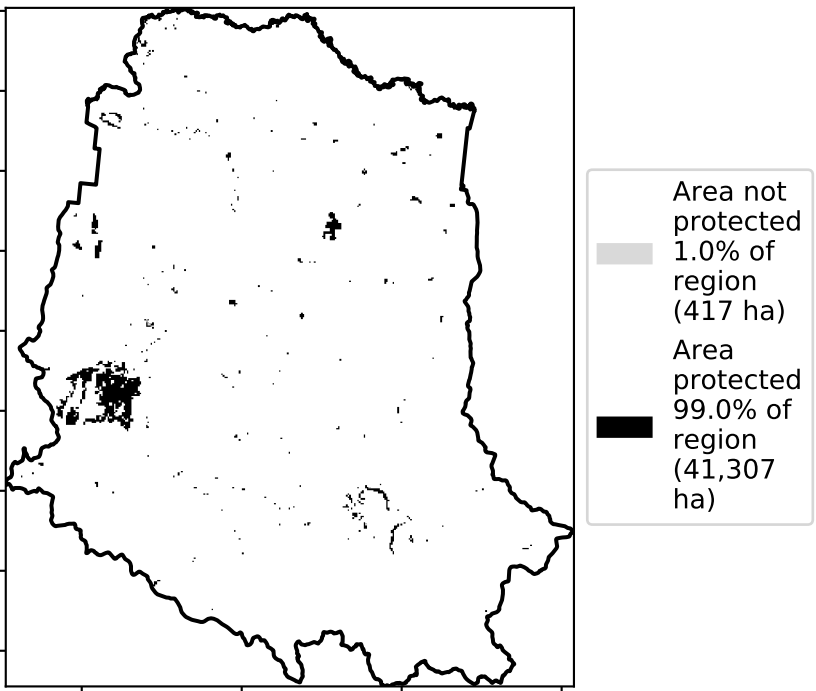 Area not
protected
1.0% of
region
(417 ha)
Area
protected
99.0% of
region
(41,307
ha)